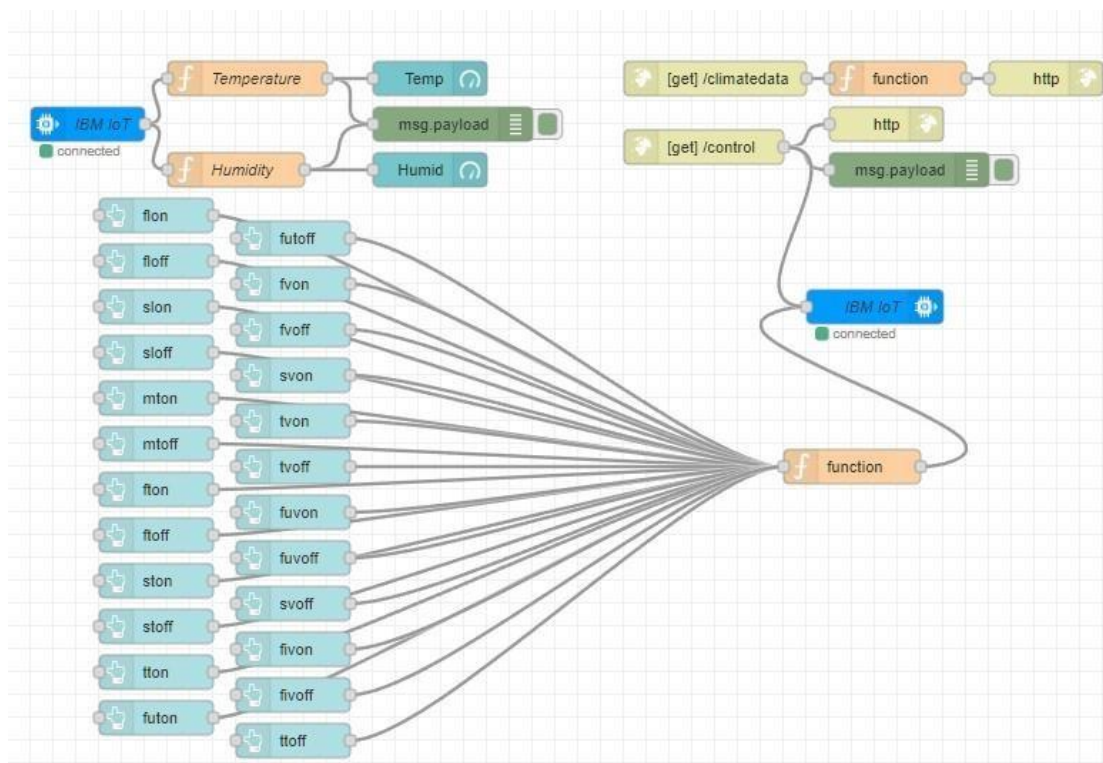 Temperature
Temp
IBM IoT
connected
msg.payload
Humidity
Humid
[get] /climatedata
function
http
[get] /control
http
msg.payload
IBM IoT
connected
function
flon
floff
slon
sloff
mton
mtoff
fton
ftoff
ston
stoff
tton
futon
futoff
fvon
fvoff
svon
tvon
tvoff
fuvon
fuvoff
svoff
fivon
fivoff
ttoff